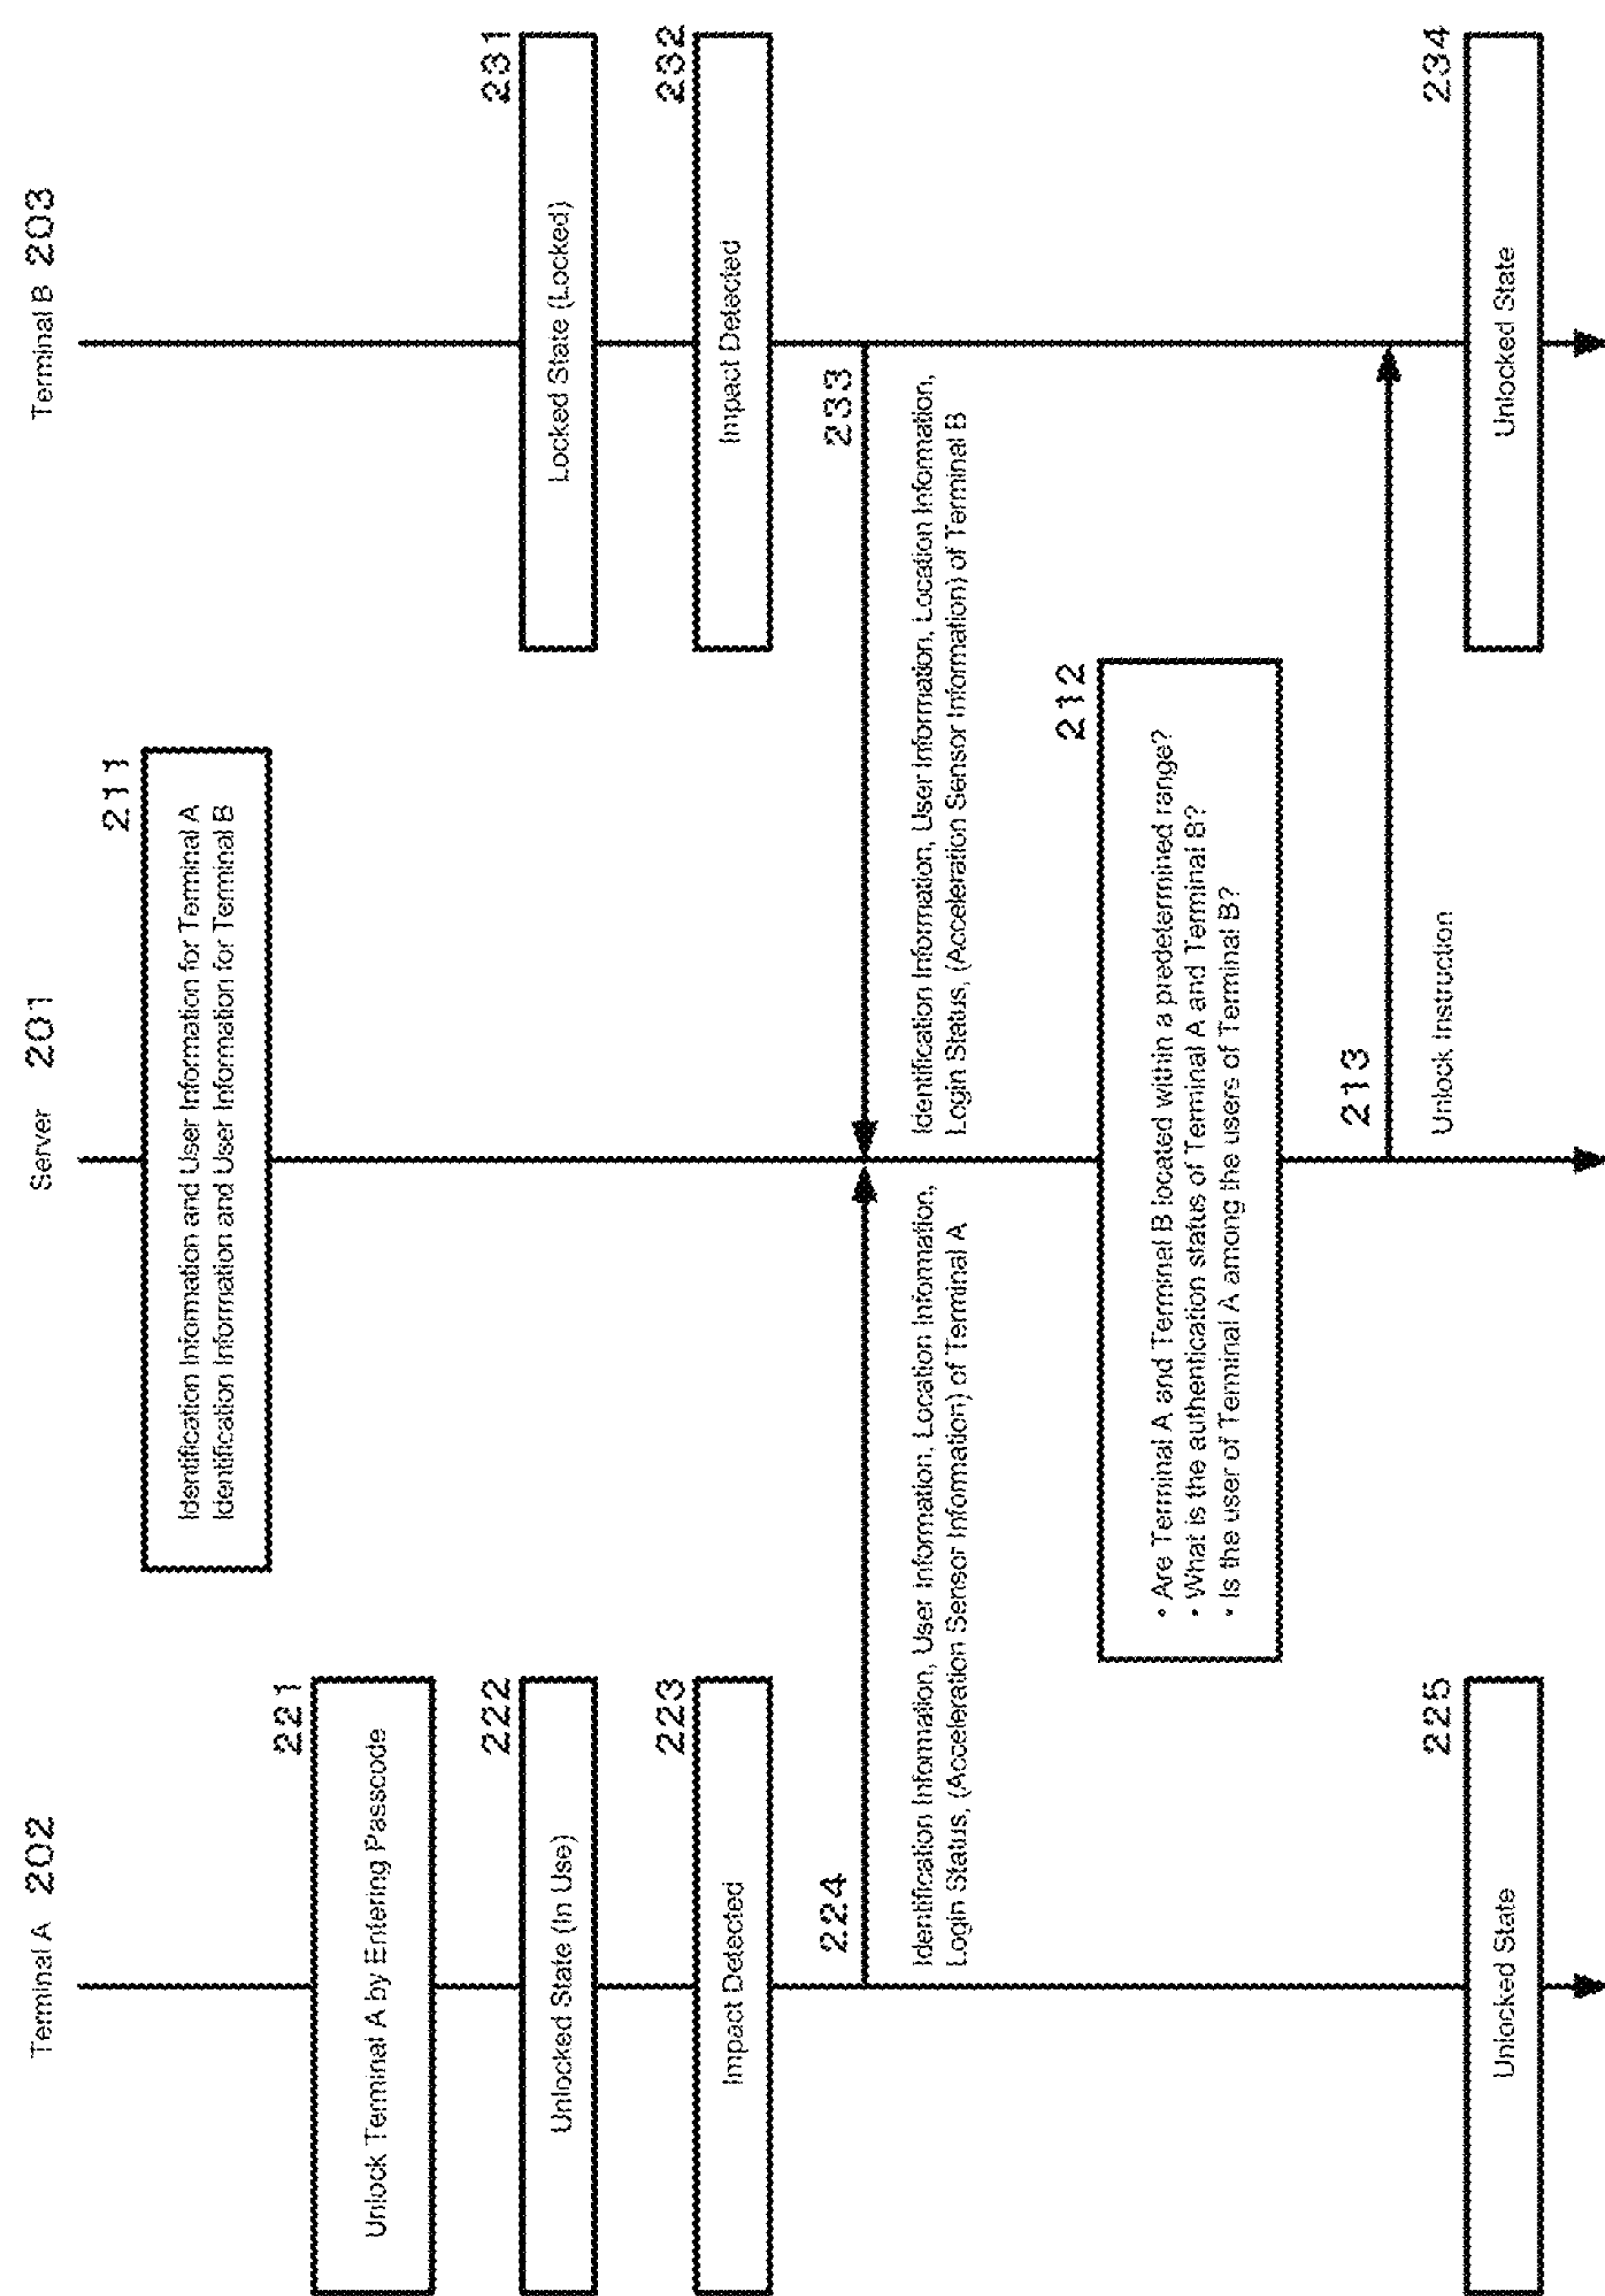 Terminal A 202
Server 201
Terminal B 203
211
Identification Information and User Information for Terminal A
Identification Information and User Information for Terminal B
221
Unlock Terminal A by Entering Passcode
222
Unlocked State (In Use)
231
Locked State (Locked)
223
Impact Detected
232
Impact Detected
224
Identification Information, User Information, Location Information,
Login Status, (Acceleration Sensor Information) of Terminal A
233
Identification Information, User Information, Location Information,
Login Status, (Acceleration Sensor Information) of Terminal B
212
• Are Terminal A and Terminal B located within a predetermined range?
• What is the authentication status of Terminal A and Terminal B?
• Is the user of Terminal A among the users of Terminal B?
213
Unlock Instruction
225
Unlocked State
234
Unlocked State